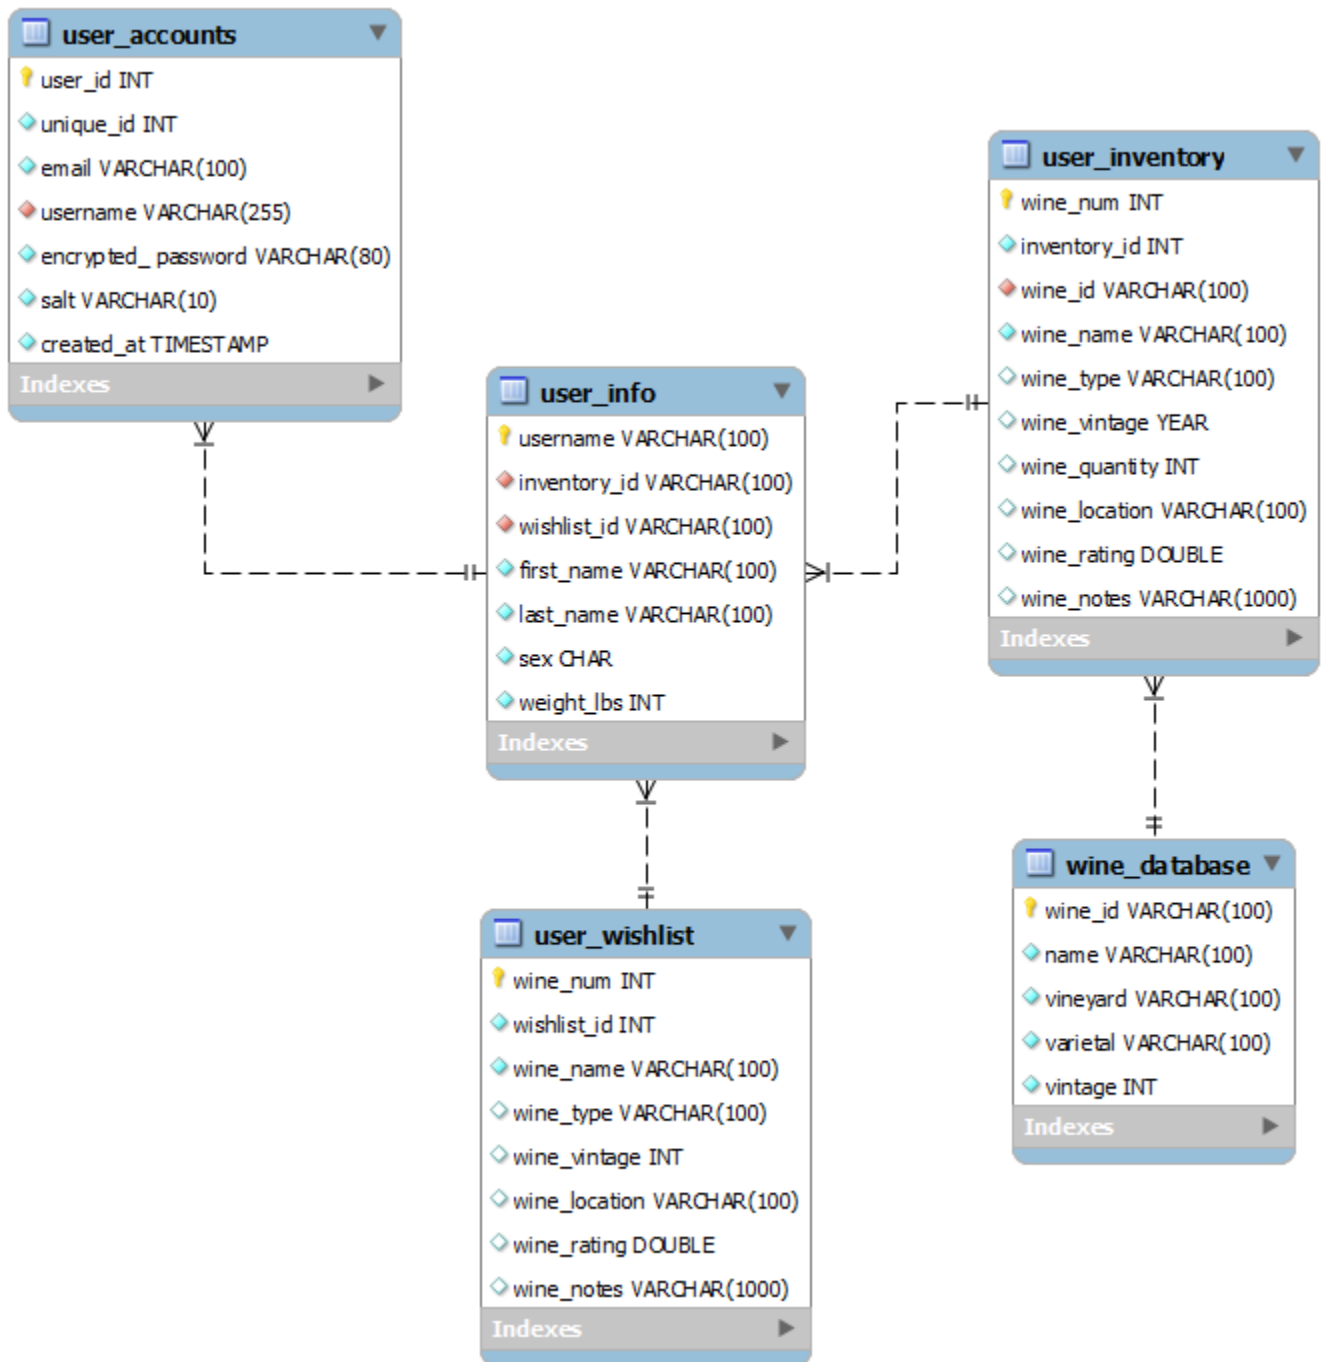 user_accounts
user_id INT
unique_id INT
email VARCHAR(100)
username VARCHAR(255)
encrypted_ password VARCHAR(80)
salt VARCHAR(10)
created_at TIMESTAMP
Indexes
user_info
username VARCHAR(100)
inventory_id VARCHAR(100)
wishlist_id VARCHAR(100)
first_name VARCHAR(100)
last_name VARCHAR(100)
sex CHAR
weight_lbs INT
Indexes
user_inventory
wine_num INT
inventory_id INT
wine_id VARCHAR(100)
wine_name VARCHAR(100)
wine_type VARCHAR(100)
wine_vintage YEAR
wine_quantity INT
wine_location VARCHAR(100)
wine_rating DOUBLE
wine_notes VARCHAR(1000)
Indexes
user_wishlist
wine_num INT
wishlist_id INT
wine_name VARCHAR(100)
wine_type VARCHAR(100)
wine_vintage INT
wine_location VARCHAR(100)
wine_rating DOUBLE
wine_notes VARCHAR(1000)
Indexes
wine_database
wine_id VARCHAR(100)
name VARCHAR(100)
vineyard VARCHAR(100)
varietal VARCHAR(100)
vintage INT
Indexes